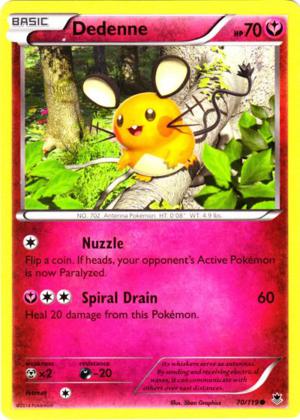 BASIC
Dedenne
HP70
NO. 702 Antenna Pokémon HT: 0'08" WT: 4.9 lbs.
Nuzzle
Flip a coin. If heads, your opponent's Active Pokémon
is now Paralyzed.
Spiral Drain 60
Heal 20 damage from this Pokémon.
weakness
×2
resistance
-20
retreat
Its whiskers serve as antennas.
By sending and receiving electrical
waves, it can communicate with
others over vast distances.
Illus. 5ban Graphics
70/119